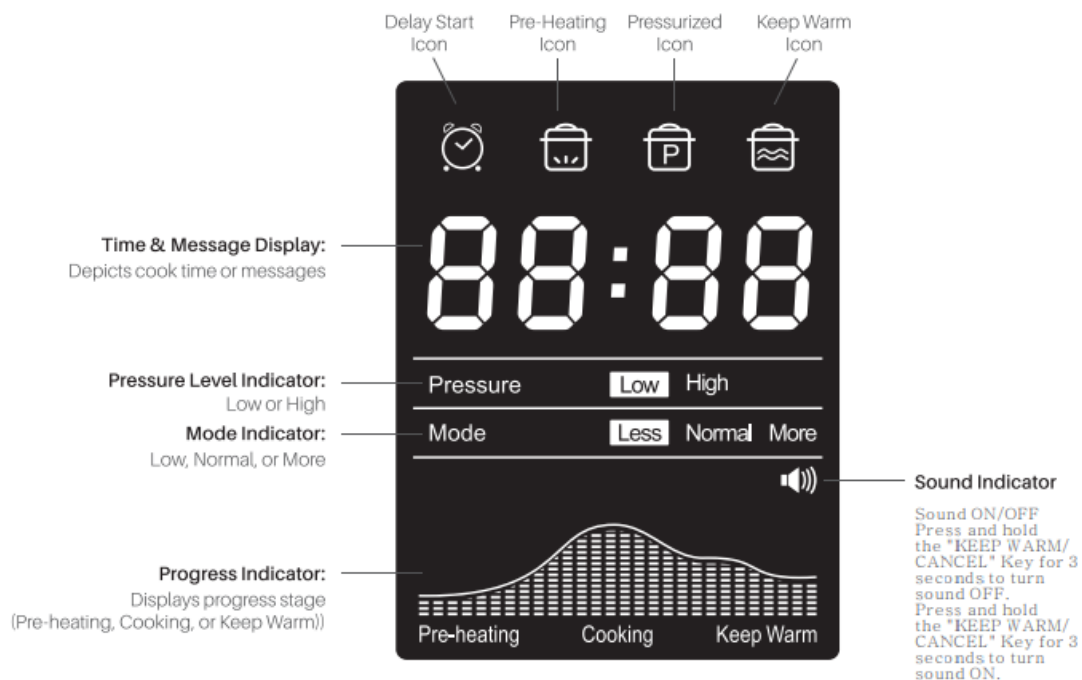 Delay Start
Icon
Pre-Heating
Icon
Pressurized
Icon
Keep Warm
Icon
P
88:88
Time & Message Display:
Depicts cook time or messages
Pressure Level Indicator:
Low or High
Pressure Low High
Mode Indicator:
Low, Normal, or More
Mode Less Normal More
Sound Indicator
Sound ON/OFF
Press and hold
the "KEEP WARM/
CANCEL" Key for 3
seconds to turn
sound OFF.
Press and hold
the "KEEP WARM/
CANCEL" Key for 3
seconds to turn
sound ON.
Progress Indicator:
Displays progress stage
(Pre-heating, Cooking, or Keep Warm))
Pre-heating Cooking Keep Warm